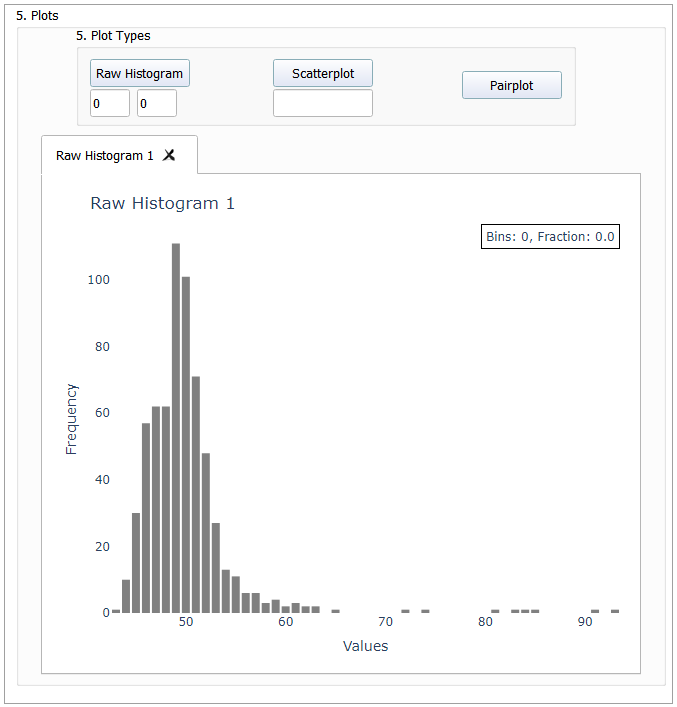 5. Plots
5. Plot Types
Raw Histogram
Scatterplot
Pairplot
0
0
Raw Histogram 1 X
Raw Histogram 1
Bins: 0, Fraction: 0.0
100
80
60
40
20
0
Frequency
50 60 70 80 90
Values